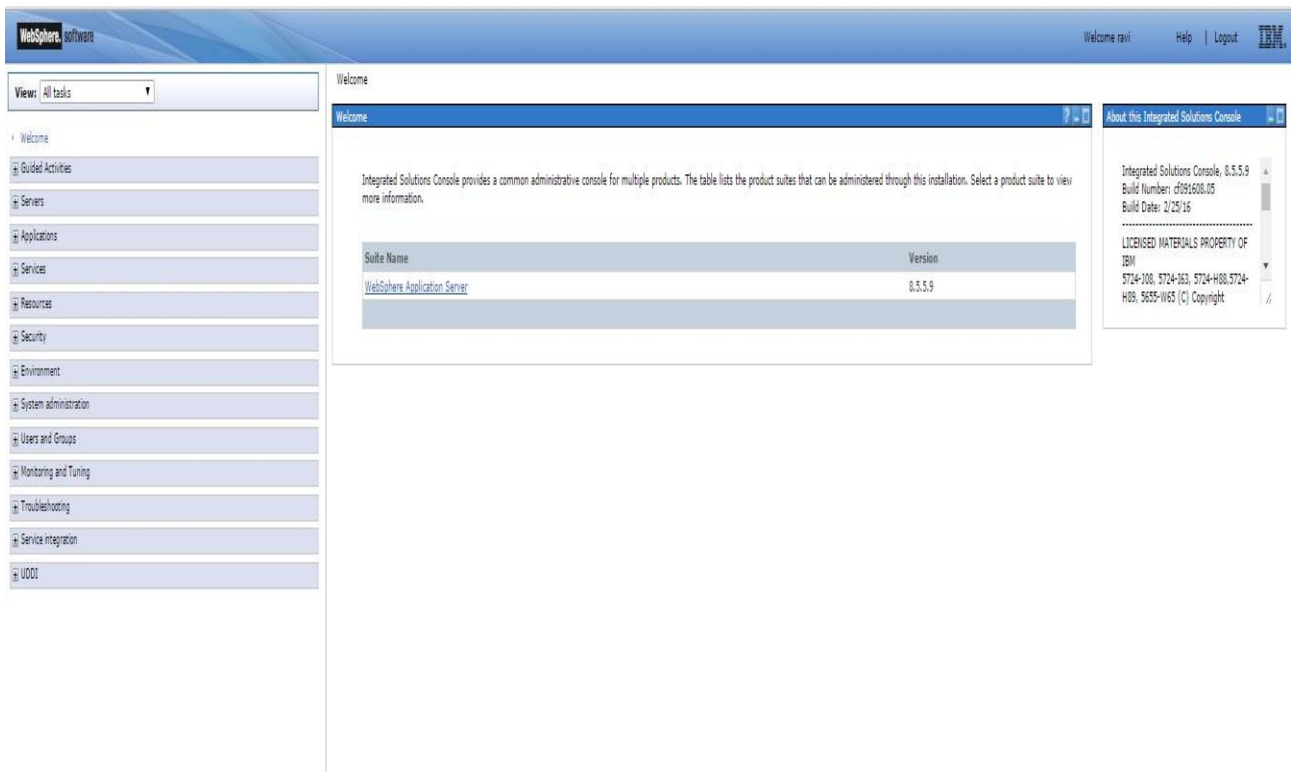 WebSphere. software
Welcome ravi Help | Logout IBM.
View: All tasks
Welcome
Guided Activities
Servers
Applications
Services
Resources
Security
Environment
System administration
Users and Groups
Monitoring and Tuning
Troubleshooting
Service integration
UDDI
Welcome
Welcome
Integrated Solutions Console provides a common administrative console for multiple products. The table lists the product suites that can be administered through this installation. Select a product suite to view
more information.
Suite Name Version
WebSphere Application Server 8.5.5.9
About this Integrated Solutions Console
Integrated Solutions Console, 8.5.5.9
Build Number: cf091608.05
Build Date: 2/25/16
----------------------------------------
LICENSED MATERIALS PROPERTY OF
IBM
5724-J08, 5724-I63, 5724-H88,5724-
H89, 5655-W65 (C) Copyright